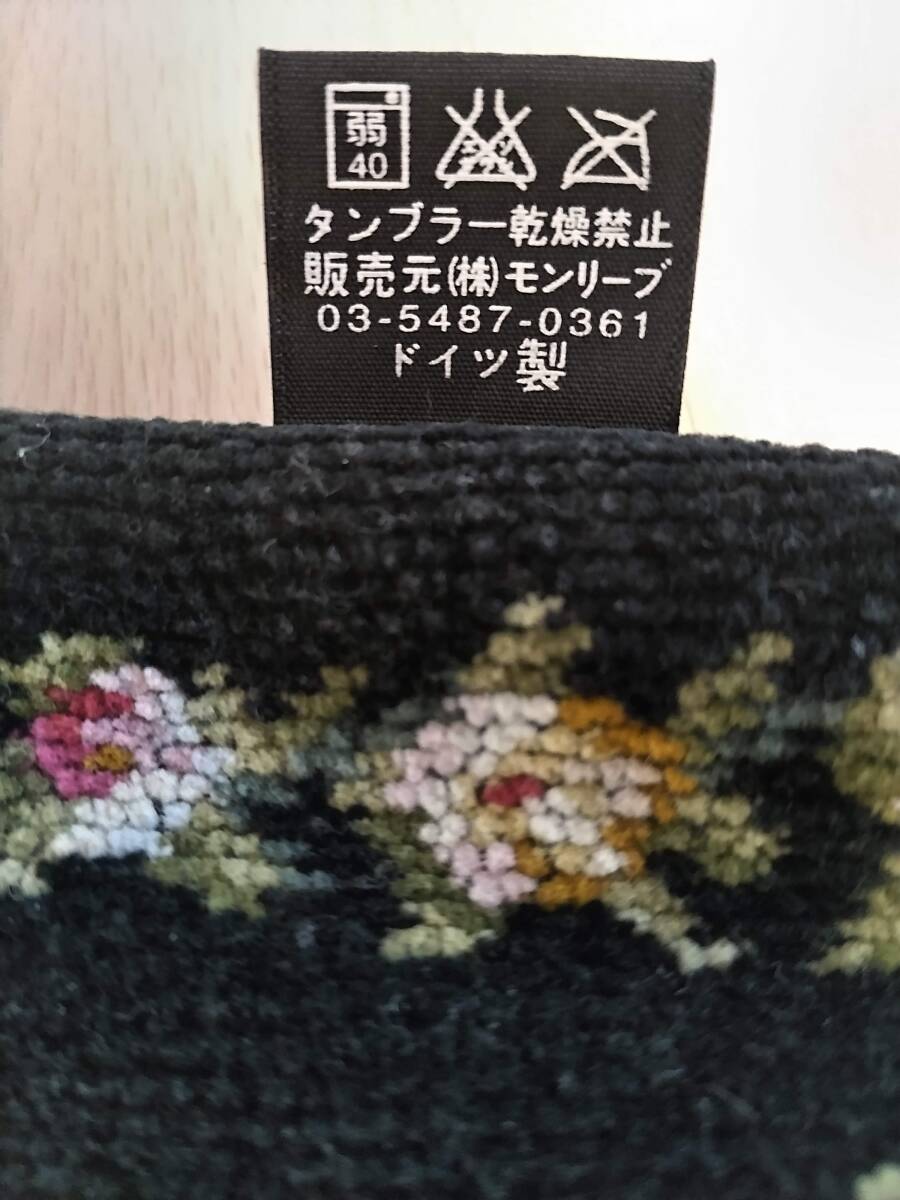 弱
40
タンブラー乾燥禁止
販売元(株)モンリーブ
03-5487-0361
ドイツ製